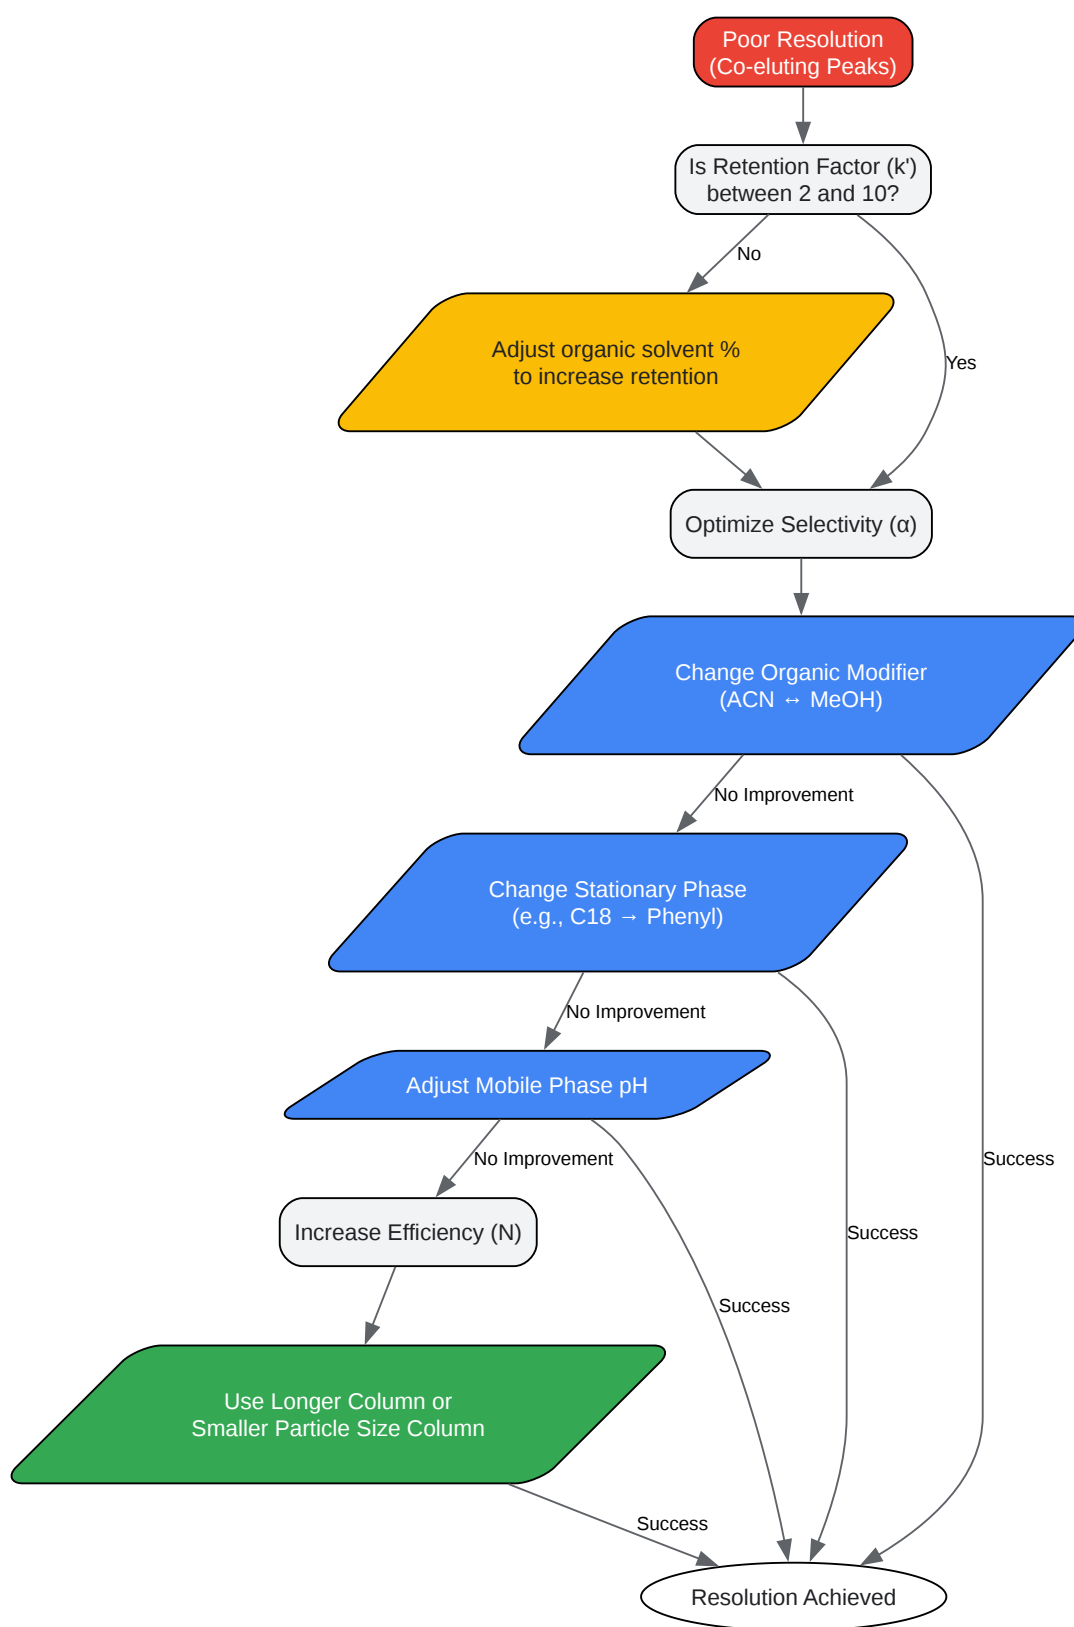 Poor Resolution
(Co-eluting Peaks)
Is Retention Factor (k')
between 2 and 10?
No
Yes
Adjust organic solvent %
to increase retention
Optimize Selectivity (α)
Change Organic Modifier
(ACN ↔ MeOH)
No Improvement
Change Stationary Phase
(e.g., C18 → Phenyl)
No Improvement
Adjust Mobile Phase pH
No Improvement
Success
Increase Efficiency (N)
Success
Success
Use Longer Column or
Smaller Particle Size Column
Success
Resolution Achieved